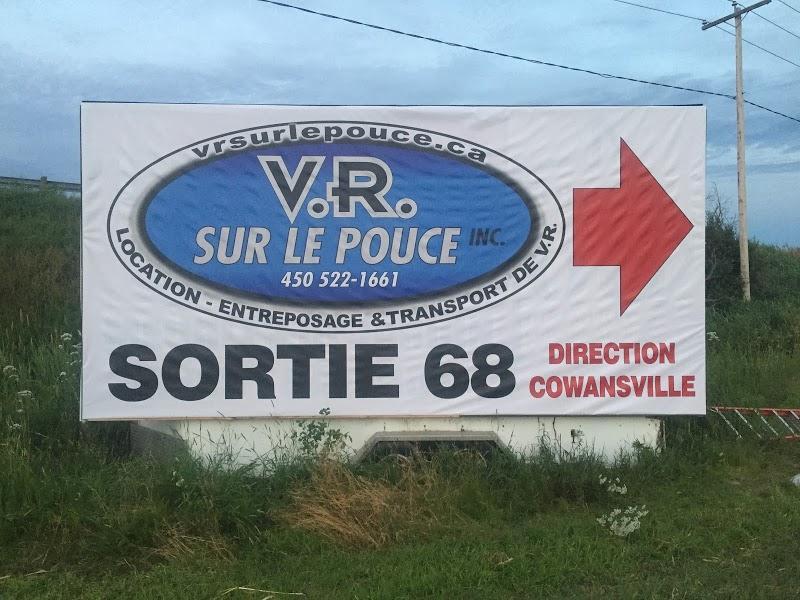 vrsurlepouce.ca
V.R.
SUR LE POUCE INC.
450 522-1661
LOCATION - ENTREPOSAGE & TRANSPORT DE V.R.
SORTIE 68
DIRECTION
COWANSVILLE